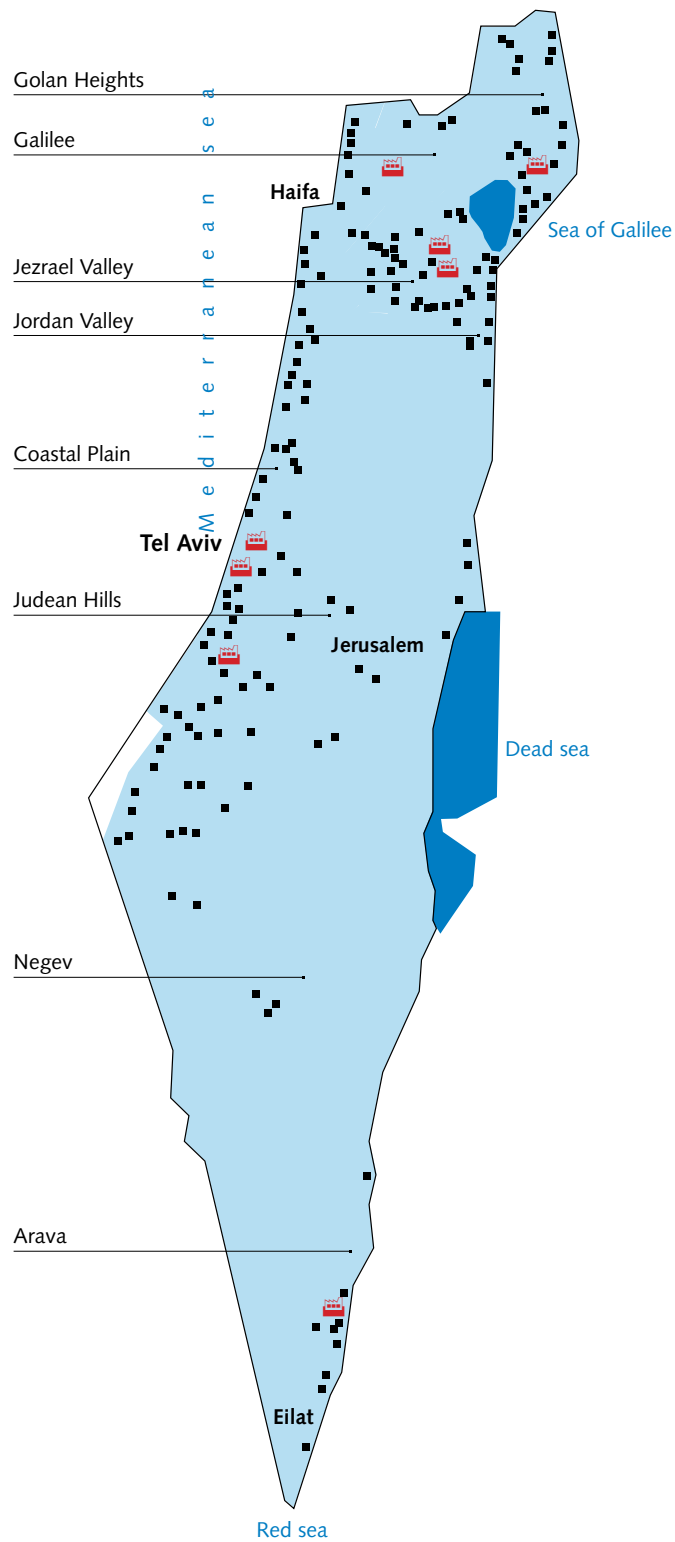 Golan Heights
Mediterranean sea
Galilee
Haifa
Sea of Galilee
Jezrael Valley
Jordan Valley
Coastal Plain
Tel Aviv
Judean Hills
Jerusalem
Dead sea
Negev
Arava
Eilat
Red sea